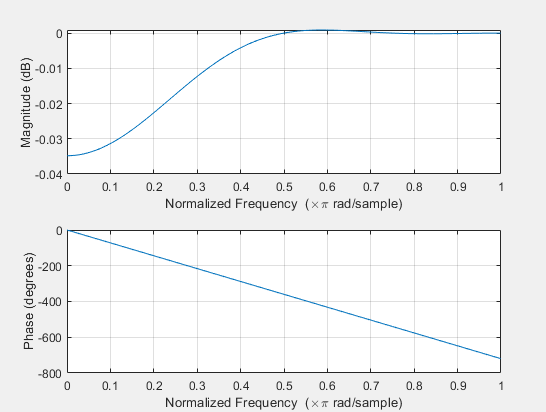 0
-0.01
-0.02
-0.03
-0.04
Magnitude (dB)
0 0.1 0.2 0.3 0.4 0.5 0.6 0.7 0.8 0.9 1
Normalized Frequency (×π rad/sample)
0
-200
-400
-600
-800
Phase (degrees)
0 0.1 0.2 0.3 0.4 0.5 0.6 0.7 0.8 0.9 1
Normalized Frequency (×π rad/sample)